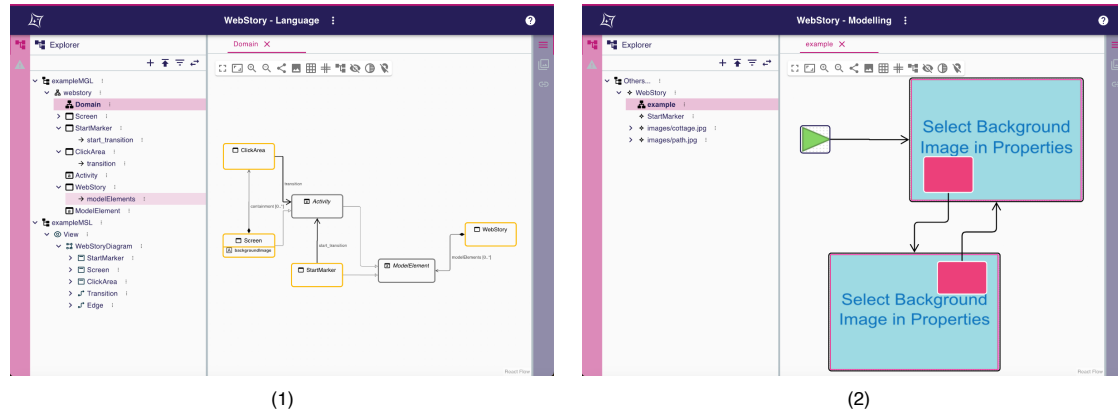 WebStory - Language
Explorer
exampleMGL
webstory
Domain
Screen
StartMarker
start_transition
ClickArea
transition
Activity
WebStory
modelElements
ModelElement
exampleMSL
View
WebStoryDiagram
StartMarker
Screen
ClickArea
Transition
Edge
Domain
ClickArea
transition
Activity
containment [0..*]
Screen
backgroundImage
start_transition
StartMarker
WebStory
ModelElement
modelElements [0..*]
React Flow
(1)
WebStory - Modelling
Explorer
Others...
WebStory
example
StartMarker
images/cottage.jpg
images/path.jpg
example
Select Background
Image in Properties
Select Background
Image in Properties
React Flow
(2)